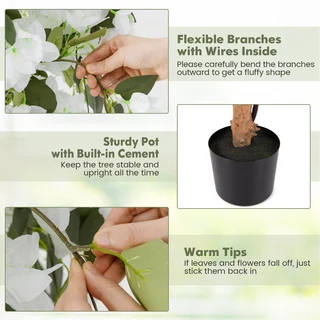 Flexible Branches
with Wires Inside
Please carefully bend the branches
outward to get a fluffy shape
Sturdy Pot
with Built-in Cement
Keep the tree stable and
upright all the time
Warm Tips
If leaves and flowers fall off, just
stick them back in